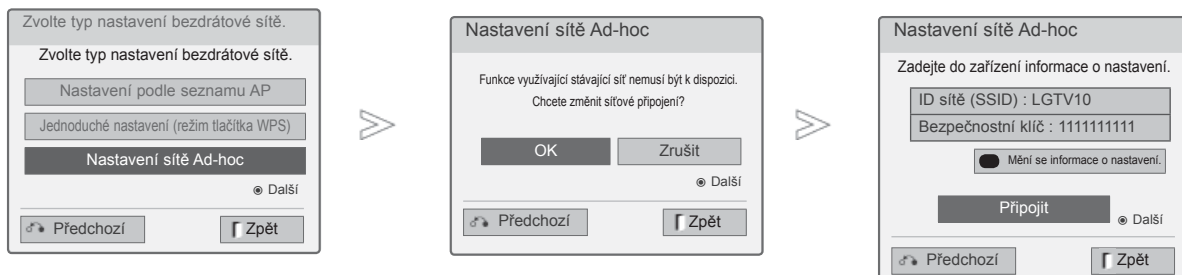 Zvolte typ nastavení bezdrátové sítě.
Zvolte typ nastavení bezdrátové sítě.
Nastavení podle seznamu AP
Jednoduché nastavení (režim tlačítka WPS)
Nastavení sítě Ad-hoc
Další
Předchozí
Zpět
Nastavení sítě Ad-hoc
Funkce využívající stávající síť nemusí být k dispozici.
Chcete změnit síťové připojení?
OK
Zrušit
Další
Předchozí
Zpět
Nastavení sítě Ad-hoc
Zadejte do zařízení informace o nastavení.
ID sítě (SSID) : LGTV10
Bezpečnostní klíč : 1111111111
Mění se informace o nastavení.
Připojit
Další
Předchozí
Zpět